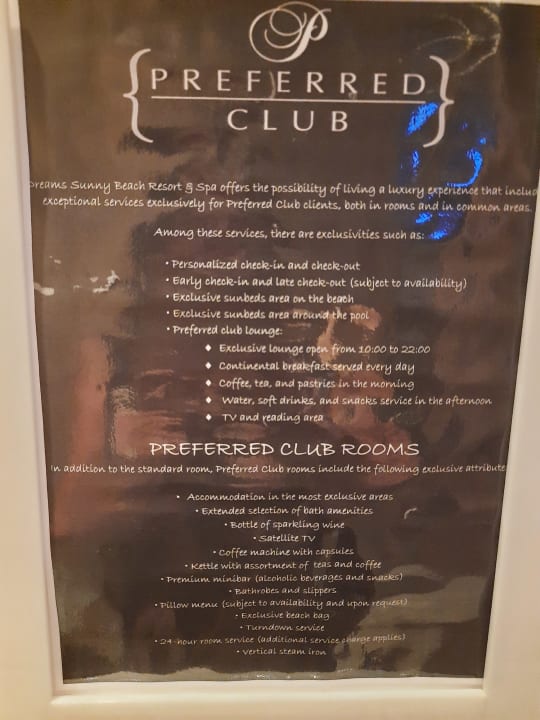 P
PREFERRED
CLUB
Dreams Sunny Beach Resort & Spa offers the possibility of living a luxury experience that includ
exceptional services exclusively for Preferred Club clients, both in rooms and in common areas.
Among these services, there are exclusivities such as:
• Personalized check-in and check-out
• Early check-in and late check-out (subject to availability)
• Exclusive sunbeds area on the beach
• Exclusive sunbeds area around the pool
• Preferred club lounge:
♦ Exclusive lounge open from 10:00 to 22:00
♦ Continental breakfast served every day
♦ Coffee, tea, and pastries in the morning
♦ Water, soft drinks, and snacks service in the afternoon
♦ TV and reading area
PREFERRED CLUB ROOMS
In addition to the standard room, Preferred Club rooms include the following exclusive attribute
• Accommodation in the most exclusive areas
• Extended selection of bath amenities
• Bottle of sparkling wine
• Satellite TV
• Coffee machine with capsules
• Kettle with assortment of teas and coffee
• Premium minibar (alcoholic beverages and snacks)
• Bathrobes and slippers
• Pillow menu (subject to availability and upon request)
• Exclusive beach bag
• Turndown service
• 24-hour room service (additional service charge applies)
• Vertical steam iron